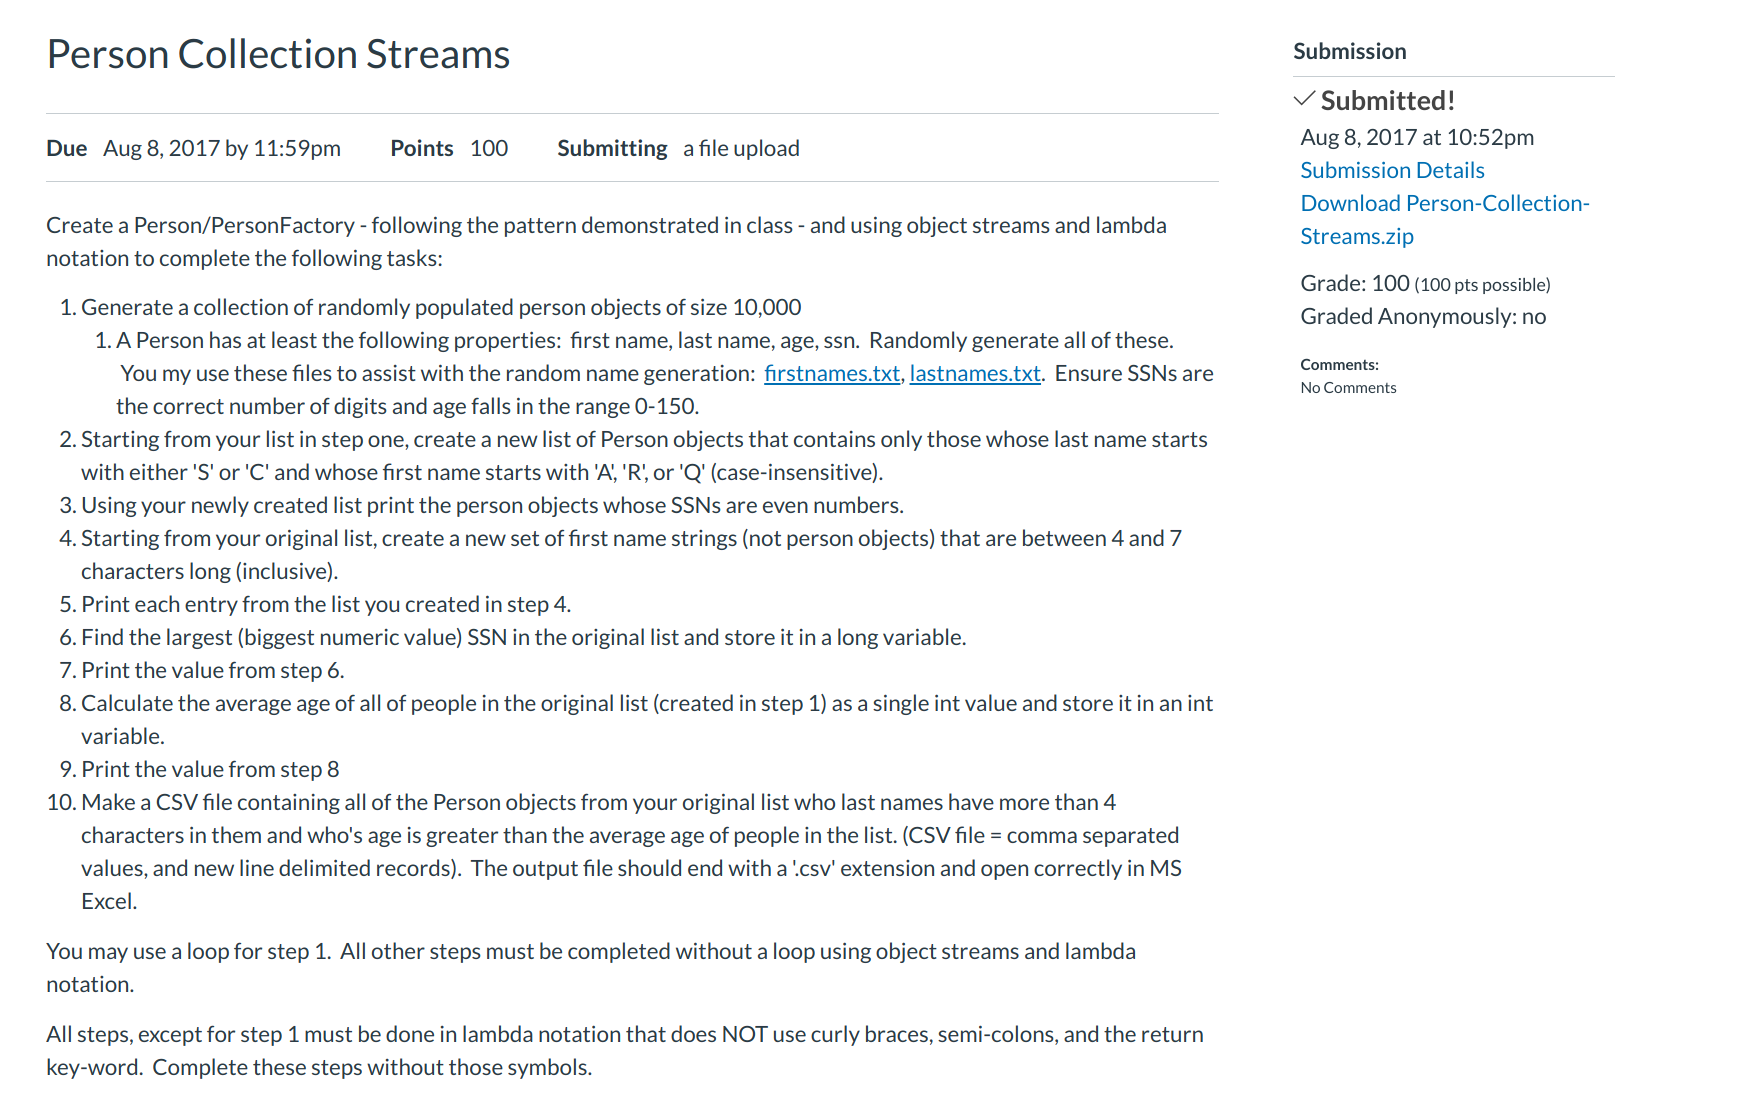 Person Collection Streams
Due Aug 8, 2017 by 11:59pm Points 100 Submitting a file upload
Create a Person/PersonFactory - following the pattern demonstrated in class - and using object streams and lambda
notation to complete the following tasks:
1. Generate a collection of randomly populated person objects of size 10,000
1. A Person has at least the following properties:  first name, last name, age, ssn.  Randomly generate all of these.
You my use these files to assist with the random name generation:  firstnames.txt, lastnames.txt.  Ensure SSNs are
the correct number of digits and age falls in the range 0-150.
2. Starting from your list in step one, create a new list of Person objects that contains only those whose last name starts
with either 'S' or 'C' and whose first name starts with 'A', 'R', or 'Q' (case-insensitive).
3. Using your newly created list print the person objects whose SSNs are even numbers.
4. Starting from your original list, create a new set of first name strings (not person objects) that are between 4 and 7
characters long (inclusive).
5. Print each entry from the list you created in step 4.
6. Find the largest (biggest numeric value) SSN in the original list and store it in a long variable.
7. Print the value from step 6.
8. Calculate the average age of all of people in the original list (created in step 1) as a single int value and store it in an int
variable.
9. Print the value from step 8
10. Make a CSV file containing all of the Person objects from your original list who last names have more than 4
characters in them and who's age is greater than the average age of people in the list. (CSV file = comma separated
values, and new line delimited records).  The output file should end with a '.csv' extension and open correctly in MS
Excel.
You may use a loop for step 1.  All other steps must be completed without a loop using object streams and lambda
notation.
All steps, except for step 1 must be done in lambda notation that does NOT use curly braces, semi-colons, and the return
key-word.  Complete these steps without those symbols.
Submission
✓ Submitted!
Aug 8, 2017 at 10:52pm
Submission Details
Download Person-Collection-
Streams.zip
Grade: 100 (100 pts possible)
Graded Anonymously: no
Comments:
No Comments